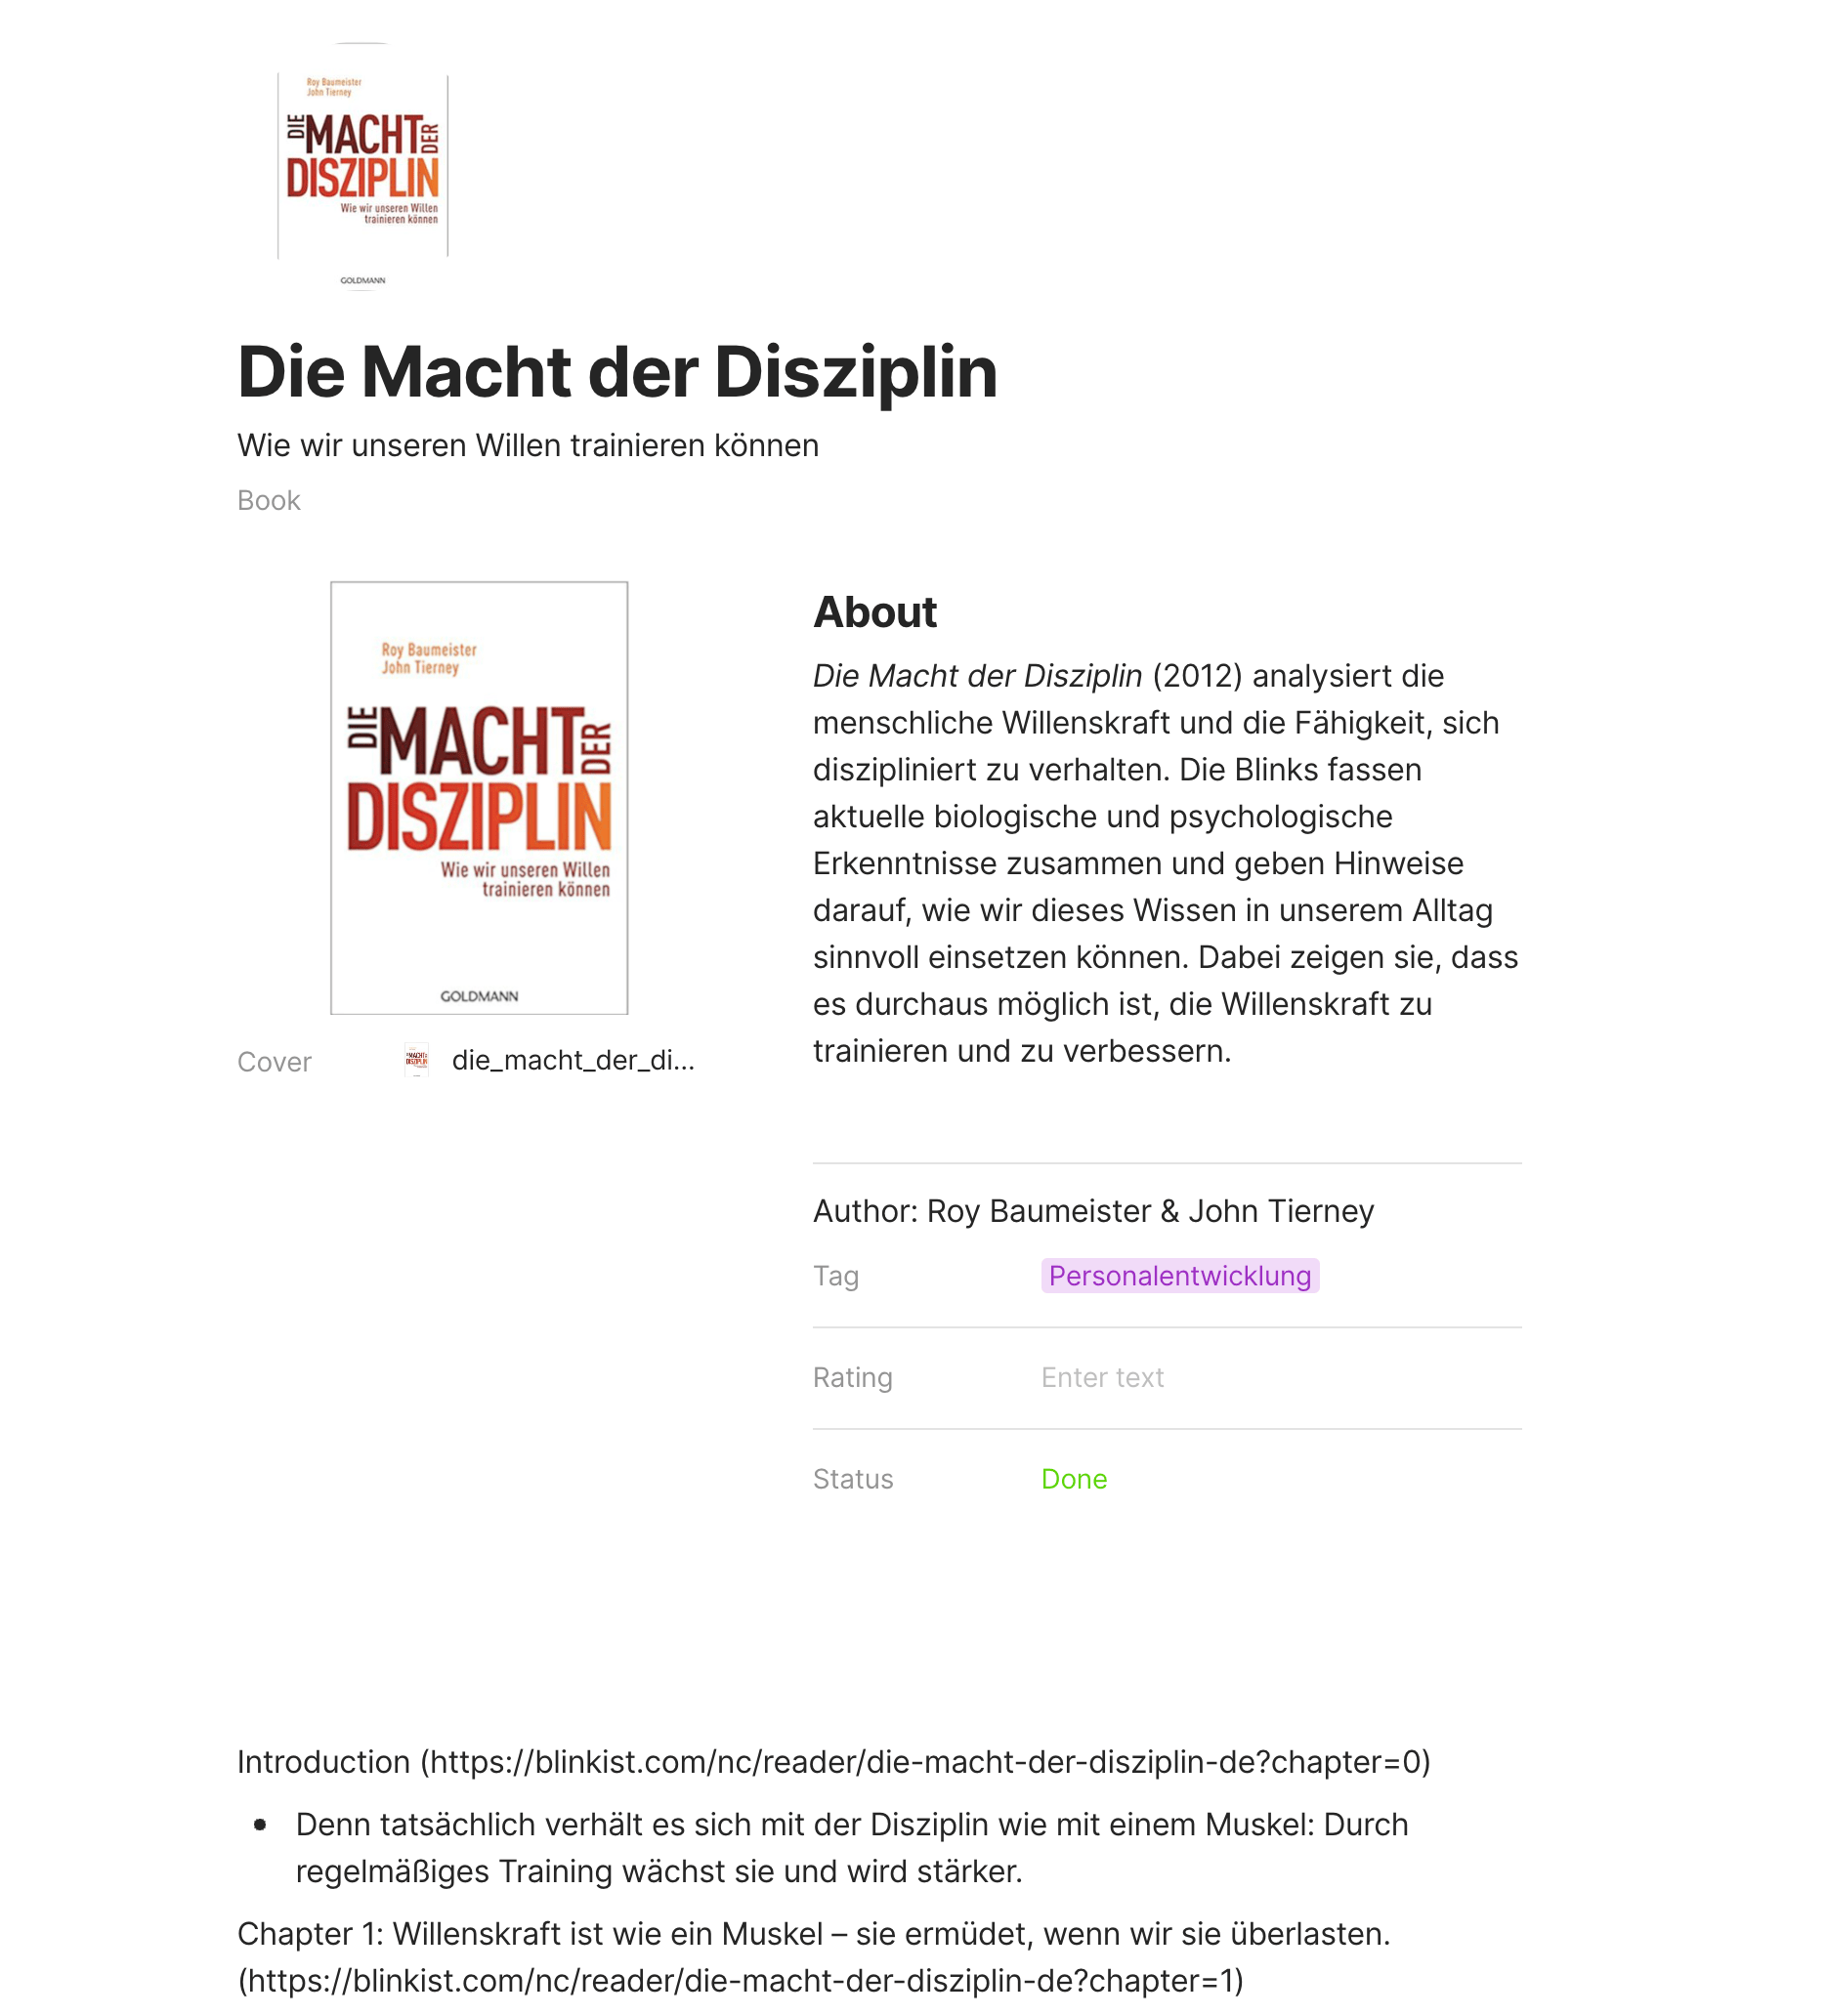 Roy Baumeister
John Tierney
DIE MACHT DER
DISZIPLIN
Wie wir unseren Willen
trainieren können
GOLDMANN
Die Macht der Disziplin
Wie wir unseren Willen trainieren können
Book
Roy Baumeister
John Tierney
DIE MACHT DER
DISZIPLIN
Wie wir unseren Willen
trainieren können
GOLDMANN
Cover
die_macht_der_di...
About
Die Macht der Disziplin (2012) analysiert die
menschliche Willenskraft und die Fähigkeit, sich
diszipliniert zu verhalten. Die Blinks fassen
aktuelle biologische und psychologische
Erkenntnisse zusammen und geben Hinweise
darauf, wie wir dieses Wissen in unserem Alltag
sinnvoll einsetzen können. Dabei zeigen sie, dass
es durchaus möglich ist, die Willenskraft zu
trainieren und zu verbessern.
Author: Roy Baumeister & John Tierney
Tag Personalentwicklung
Rating Enter text
Status Done
Introduction (https://blinkist.com/nc/reader/die-macht-der-disziplin-de?chapter=0)
• Denn tatsächlich verhält es sich mit der Disziplin wie mit einem Muskel: Durch
regelmäßiges Training wächst sie und wird stärker.
Chapter 1: Willenskraft ist wie ein Muskel – sie ermüdet, wenn wir sie überlasten.
(https://blinkist.com/nc/reader/die-macht-der-disziplin-de?chapter=1)